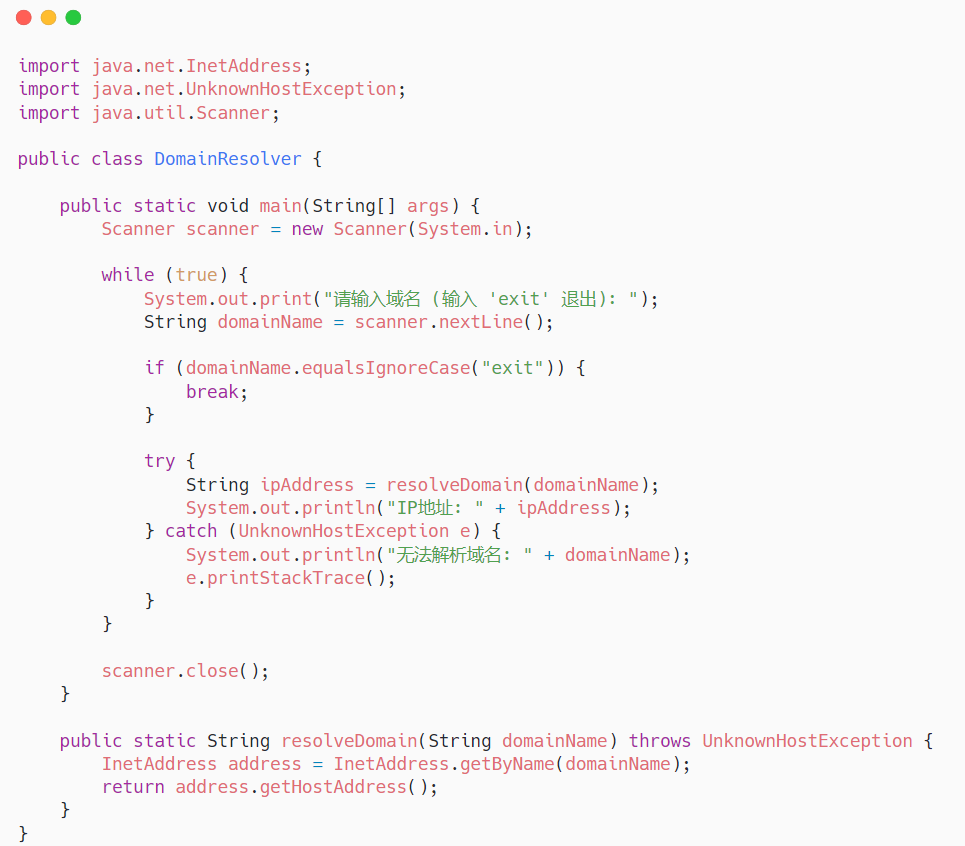 import java.net.InetAddress;
import java.net.UnknownHostException;
import java.util.Scanner;

public class DomainResolver {

    public static void main(String[] args) {
        Scanner scanner = new Scanner(System.in);

        while (true) {
            System.out.print("请输入域名（输入 'exit' 退出）：");
            String domainName = scanner.nextLine();

            if (domainName.equalsIgnoreCase("exit")) {
                break;
            }

            try {
                String ipAddress = resolveDomain(domainName);
                System.out.println("IP地址：" + ipAddress);
            } catch (UnknownHostException e) {
                System.out.println("无法解析域名：" + domainName);
                e.printStackTrace();
            }
        }

        scanner.close();
    }

    public static String resolveDomain(String domainName) throws UnknownHostException {
        InetAddress address = InetAddress.getByName(domainName);
        return address.getHostAddress();
    }
}